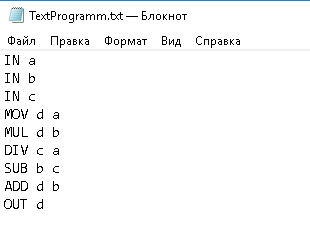 TextProgramm.txt — Блокнот
Файл Правка Формат Вид Справка
IN a
IN b
IN c
MOV d a
MUL d b
DIV c a
SUB b c
ADD d b
OUT d